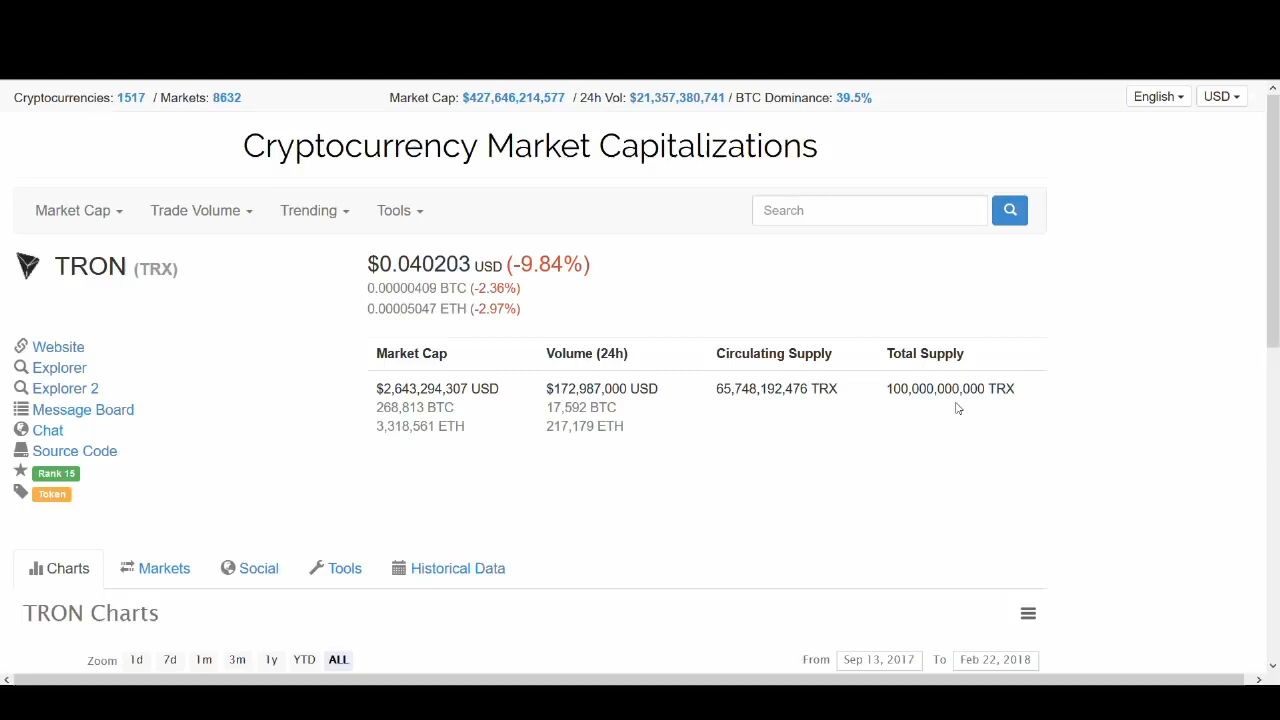 Cryptocurrencies: 1517 / Markets: 8632 Market Cap: $427,646,214,577 / 24h Vol: $21,357,380,741 / BTC Dominance: 39.5% English USD
Cryptocurrency Market Capitalizations
Market Cap Trade Volume Trending Tools Search
TRON (TRX) $0.040203 USD (-9.84%)
0.00000409 BTC (-2.36%)
0.00005047 ETH (-2.97%)
Website
Explorer
Explorer 2
Message Board
Chat
Source Code
Rank 15
Token
Market Cap Volume (24h) Circulating Supply Total Supply
$2,643,294,307 USD $172,987,000 USD 65,748,192,476 TRX 100,000,000,000 TRX
268,813 BTC 17,592 BTC
3,318,561 ETH 217,179 ETH
Charts Markets Social Tools Historical Data
TRON Charts
Zoom 1d 7d 1m 3m 1y YTD ALL From Sep 13, 2017 To Feb 22, 2018